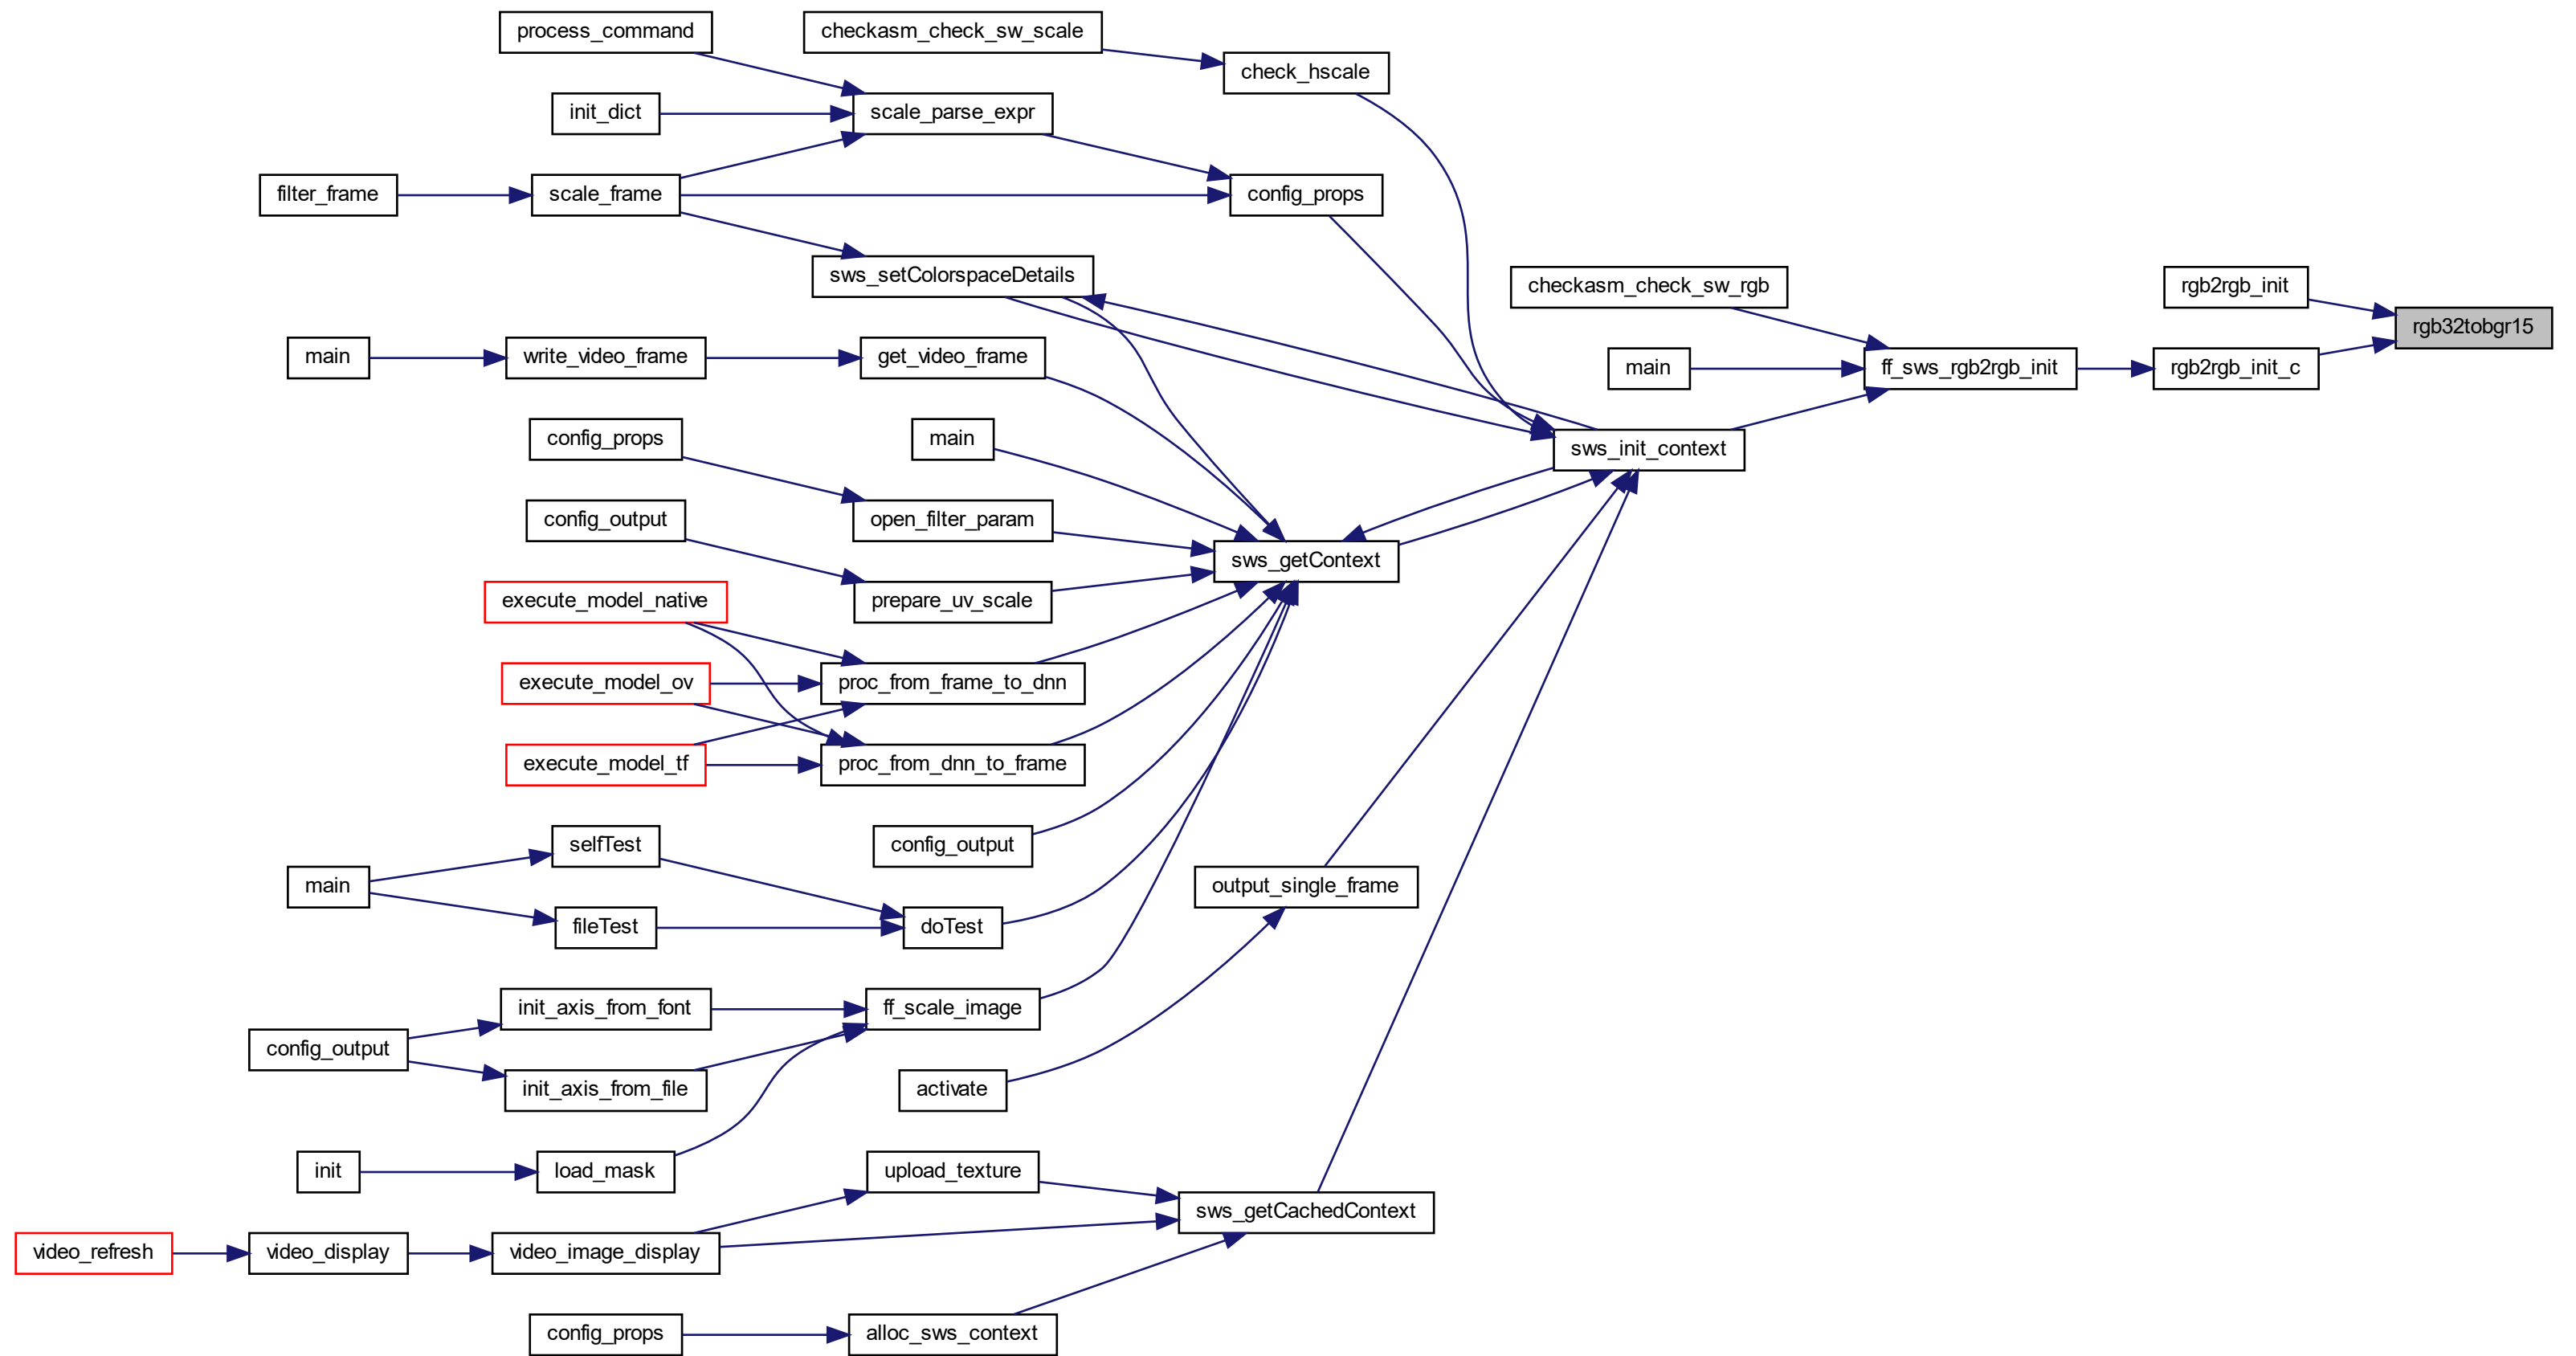 process_command
checkasm_check_sw_scale
check_hscale
init_dict
scale_parse_expr
filter_frame
scale_frame
config_props
sws_setColorspaceDetails
checkasm_check_sw_rgb
rgb2rgb_init
rgb32tobgr15
main
write_video_frame
get_video_frame
main
ff_sws_rgb2rgb_init
rgb2rgb_init_c
config_props
main
sws_init_context
config_output
open_filter_param
sws_getContext
execute_model_native
prepare_uv_scale
execute_model_ov
proc_from_frame_to_dnn
execute_model_tf
proc_from_dnn_to_frame
selfTest
config_output
main
output_single_frame
fileTest
doTest
init_axis_from_font
ff_scale_image
config_output
init_axis_from_file
activate
init
load_mask
upload_texture
sws_getCachedContext
video_refresh
video_display
video_image_display
config_props
alloc_sws_context